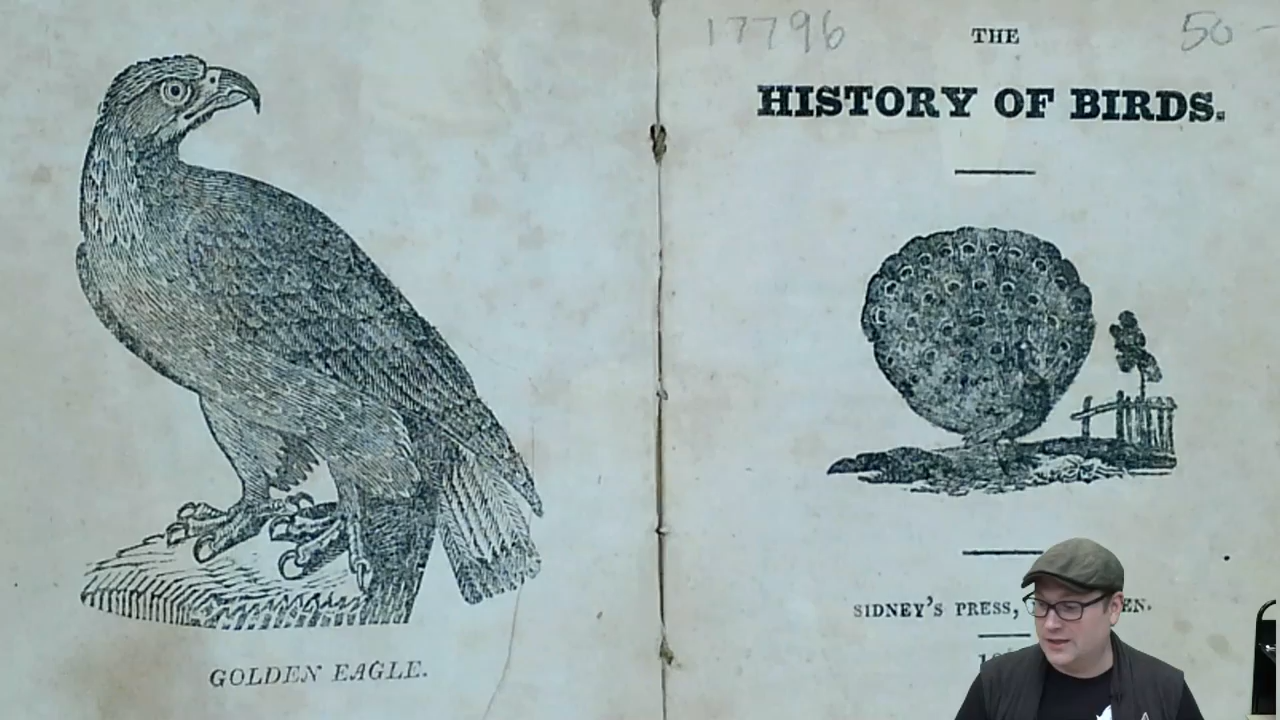 GOLDEN EAGLE.
17796
50-
THE
HISTORY OF BIRDS.
SIDNEY'S PRESS,